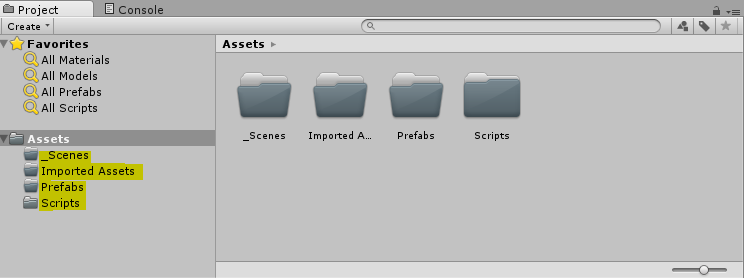 Project
Console
Create
Favorites
All Materials
All Models
All Prefabs
All Scripts
Assets
_Scenes
Imported Assets
Prefabs
Scripts
Assets
_Scenes
Imported A...
Prefabs
Scripts